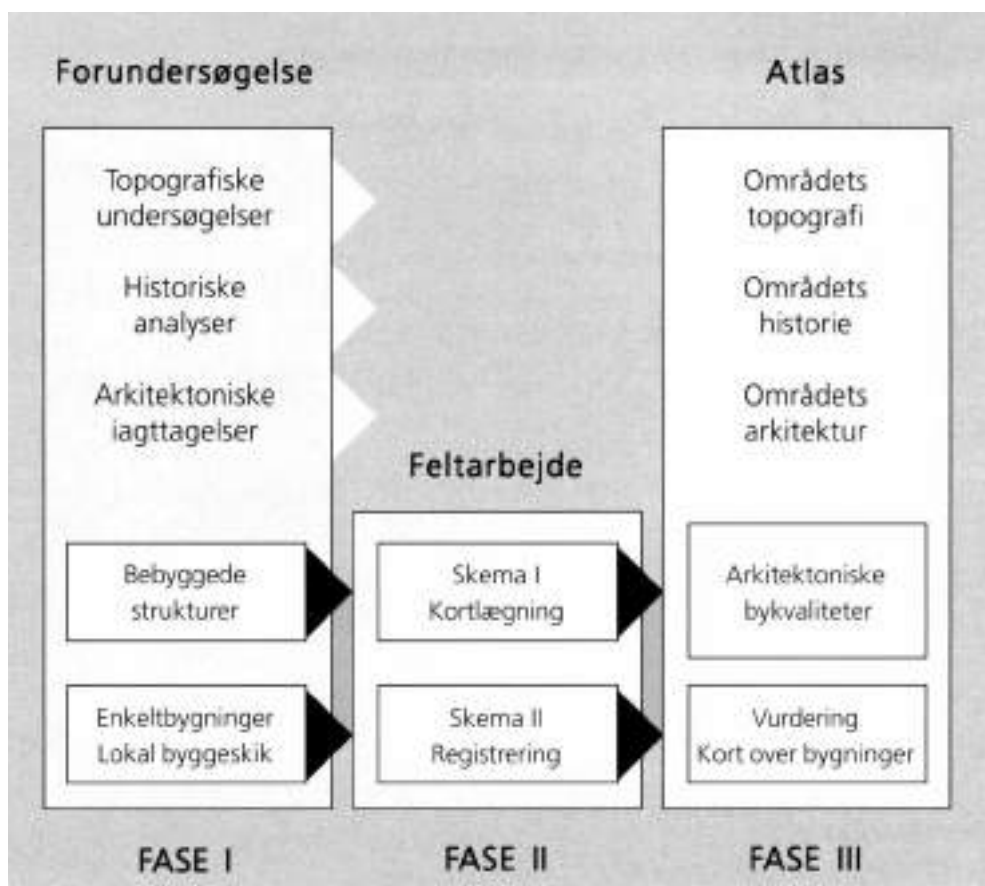 Forundersøgelse
Topografiske
undersøgelser
Historiske
analyser
Arkitektoniske
iagttagelser
Bebyggede
strukturer
Enkeltbygninger
Lokal byggeskik
FASE I
Feltarbejde
Skema I
Kortlægning
Skema II
Registrering
FASE II
Atlas
Områdets
topografi
Områdets
historie
Områdets
arkitektur
Arkitektoniske
bykvaliteter
Vurdering
Kort over bygninger
FASE III